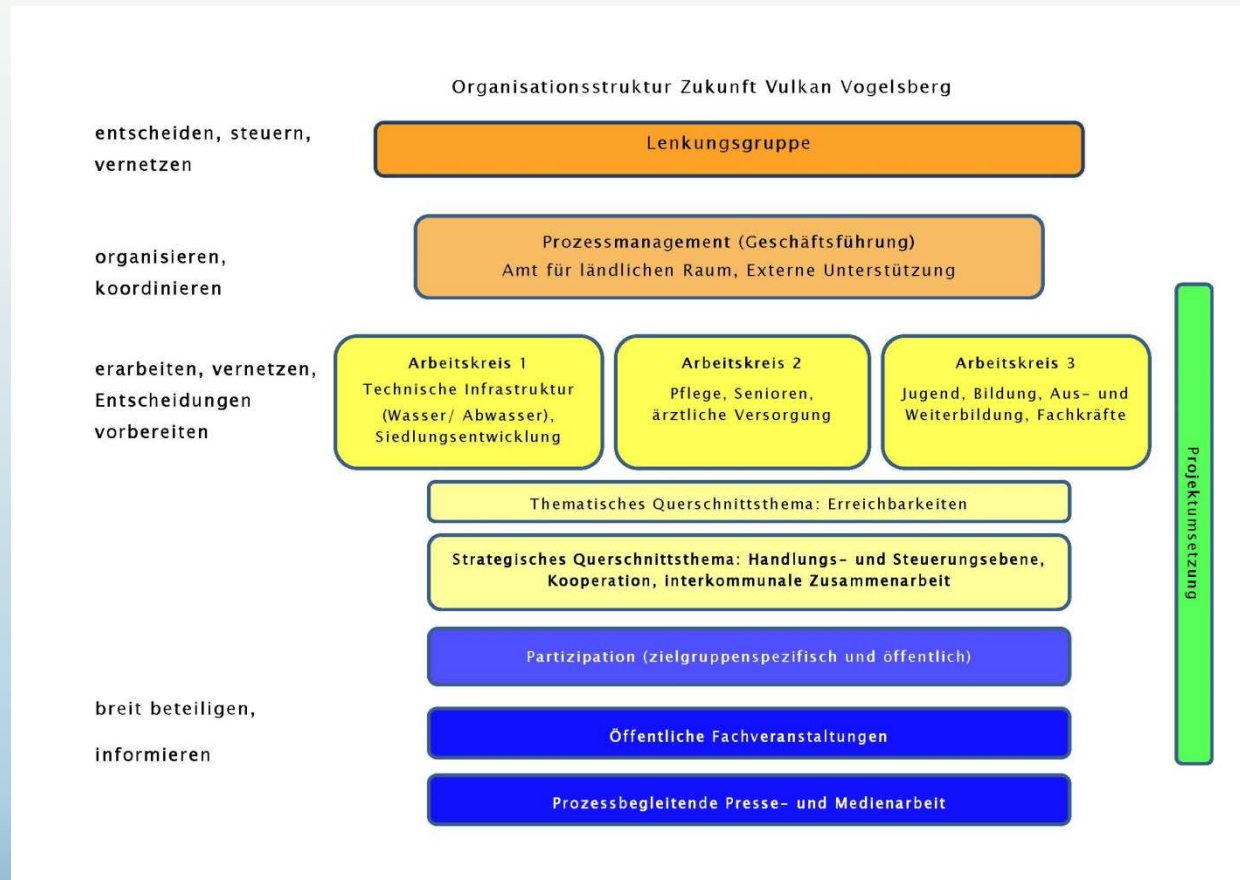 Organisationsstruktur Zukunft Vulkan Vogelsberg
entscheiden, steuern,
vernetzen
Lenkungsgruppe
organisieren,
koordinieren
Prozessmanagement (Geschäftsführung)
Amt für ländlichen Raum, Externe Unterstützung
erarbeiten, vernetzen,
Entscheidungen
vorbereiten
Arbeitskreis 1
Technische Infrastruktur
(Wasser/ Abwasser),
Siedlungsentwicklung
Arbeitskreis 2
Pflege, Senioren,
ärztliche Versorgung
Arbeitskreis 3
Jugend, Bildung, Aus- und
Weiterbildung, Fachkräfte
Thematisches Querschnittsthema: Erreichbarkeiten
Strategisches Querschnittsthema: Handlungs- und Steuerungsebene,
Kooperation, interkommunale Zusammenarbeit
Partizipation (zielgruppenspezifisch und öffentlich)
breit beteiligen,
informieren
Öffentliche Fachveranstaltungen
Prozessbegleitende Presse- und Medienarbeit
Projektumsetzung